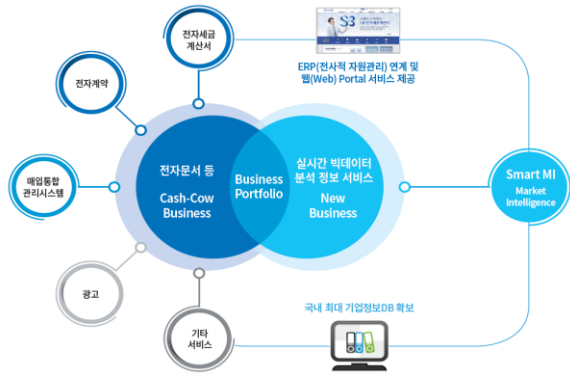 전자세금
계산서
ERP(전사적 자원관리) 연계 및
웹(Web) Portal 서비스 제공
전자계약
매입통합
관리시스템
전자문서 등
Cash-Cow
Business
Business
Portfolio
실시간 빅데이터
분석 정보 서비스
New
Business
Smart MI
Market
Intelligence
광고
기타
서비스
국내 최대 기업정보DB 확보